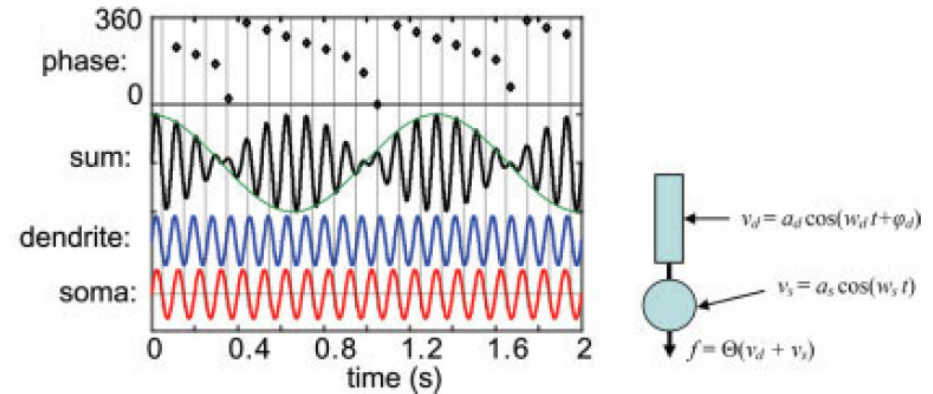 360
phase:
0
sum:
dendrite:
soma:
0 0.4 0.8 1.2 1.6 2
time (s)
v_d = a_d cos(w_d t+φ_d)
v_s = a_s cos(w_s t)
f = Θ(v_d + v_s)